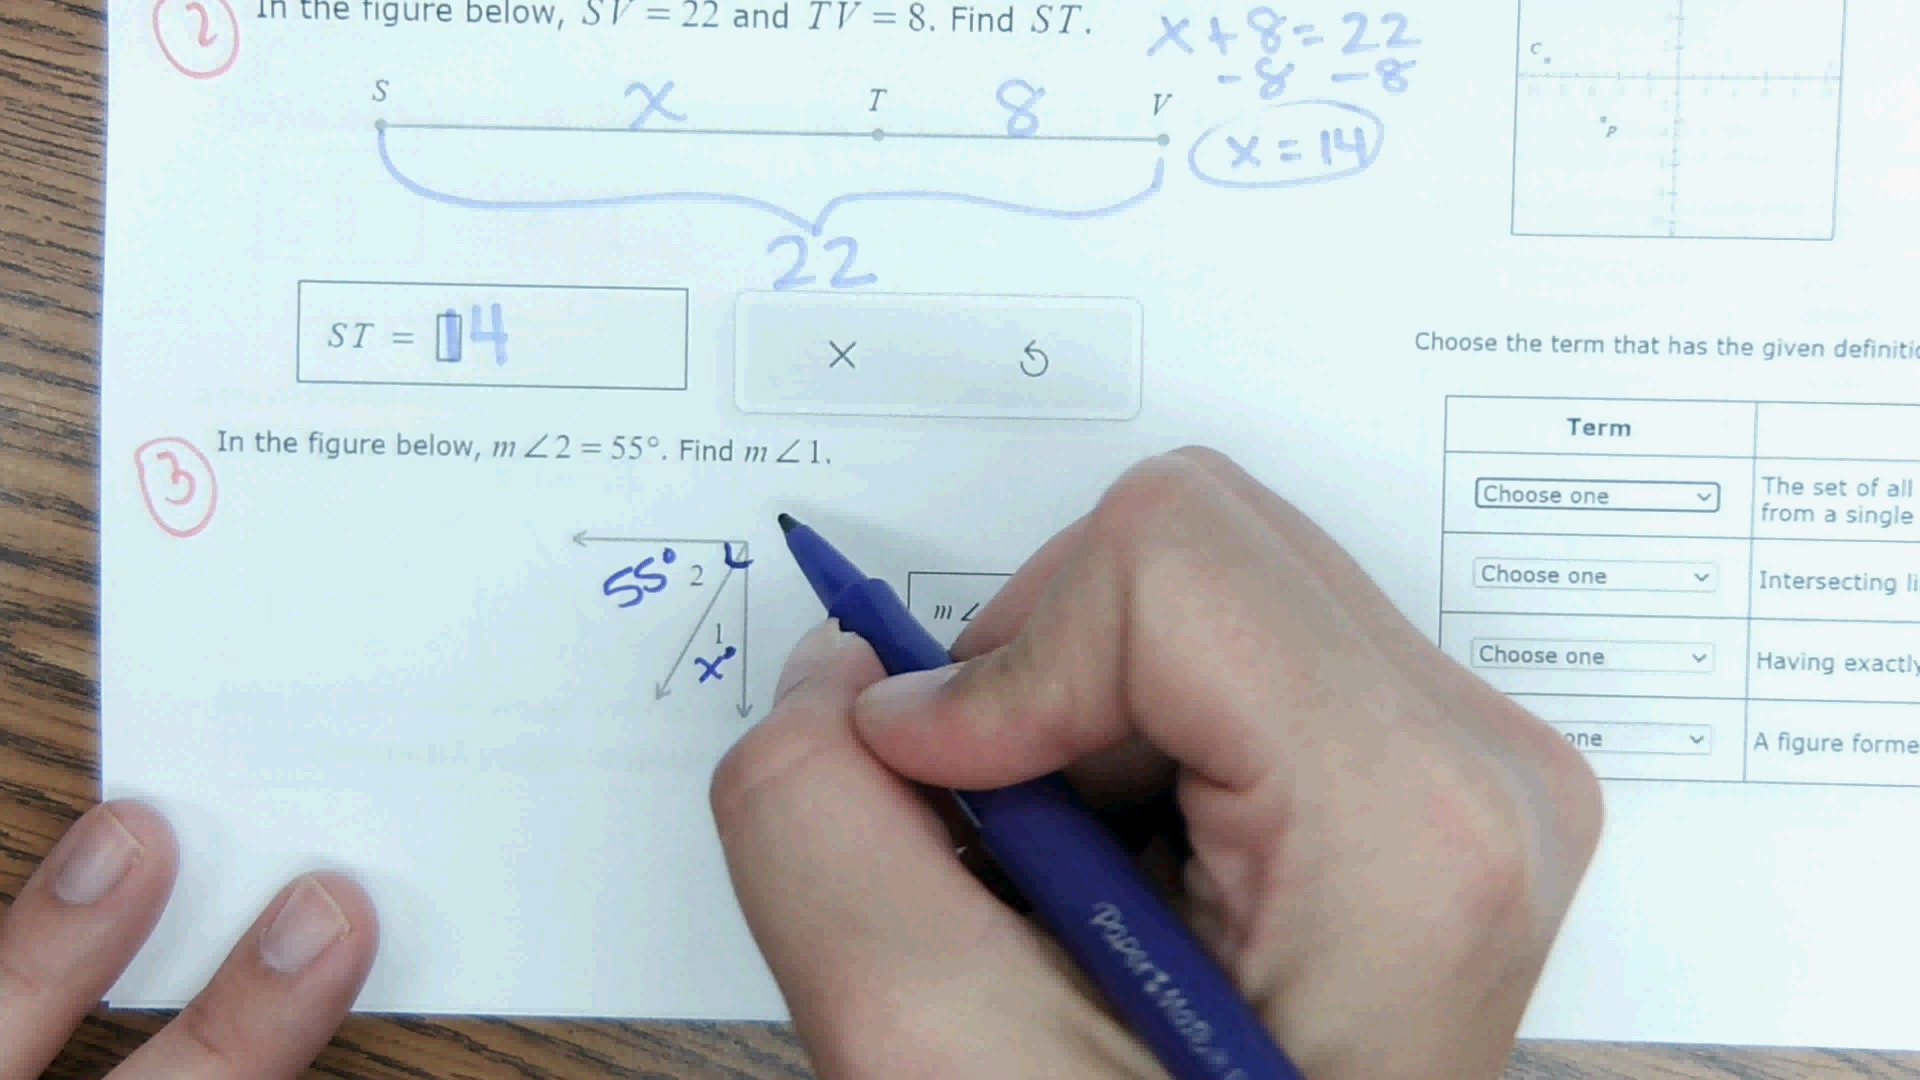 2 In the figure below, SV = 22 and TV = 8. Find ST.
x + 8 = 22
-8 -8
x = 14
S x T 8 V
22
ST = 14
× 
C
P
3 In the figure below, m∠2 = 55°. Find m∠1.
55° 2
1
x°
m∠
Choose the term that has the given
Term
Choose one The set of all
from a single
Choose one Intersecting
Choose one Having exactly
one A figure
PaperMate